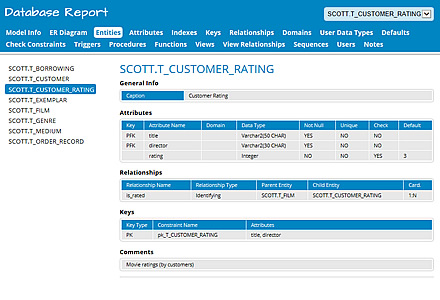 Database Report
SCOTT.T_CUSTOMER_RATING
Model Info ER Diagram Entities Attributes Indexes Keys Relationships Domains User Data Types Defaults
Check Constraints Triggers Procedures Functions Views View Relationships Sequences Users Notes
SCOTT.T_BORROWING
SCOTT.T_CUSTOMER
SCOTT.T_CUSTOMER_RATING
SCOTT.T_EXEMPLAR
SCOTT.T_FILM
SCOTT.T_GENRE
SCOTT.T_MEDIUM
SCOTT.T_ORDER_RECORD
SCOTT.T_CUSTOMER_RATING
General Info
Caption Customer Rating
Attributes
Key Attribute Name Domain Data Type Not Null Unique Check Default
PFK title Varchar2(50 CHAR) YES NO NO
PFK director Varchar2(30 CHAR) YES NO NO
rating Integer NO NO YES 3
Relationships
Relationship Name Relationship Type Parent Entity Child Entity Card.
is_rated Identifying SCOTT.T_FILM SCOTT.T_CUSTOMER_RATING 1:N
Keys
Key Type Constraint Name Attributes
PK pk_T_CUSTOMER_RATING title, director
Comments
Movie ratings (by customers)